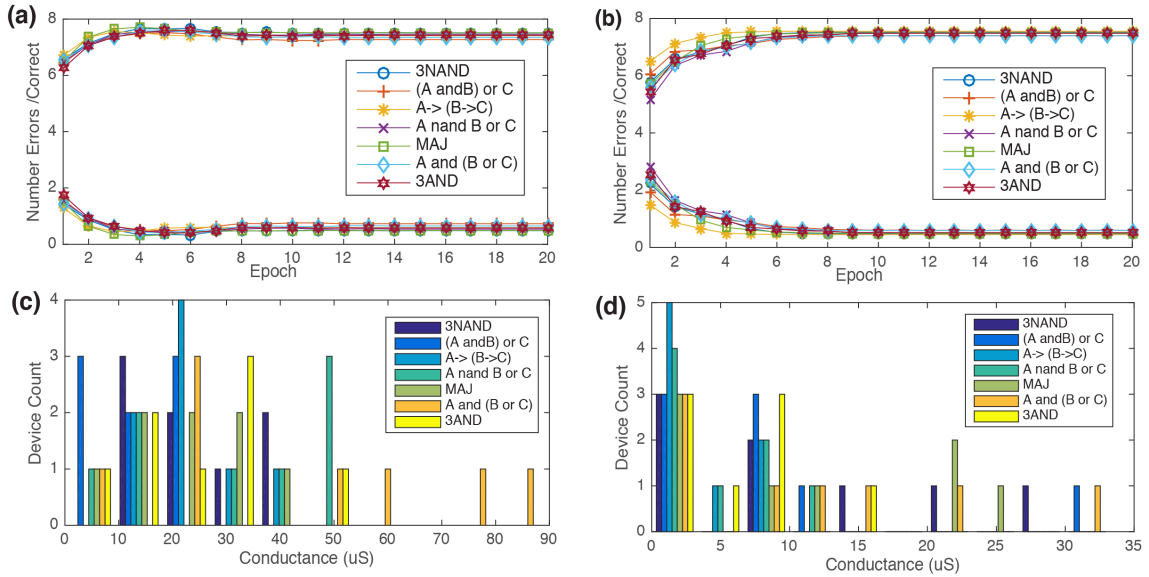 (a)
Number Errors /Correct
8
6
4
2
0
3NAND
(A andB) or C
A-> (B->C)
A nand B or C
MAJ
A and (B or C)
3AND
2 4 6 8 10 12 14 16 18 20
Epoch
(b)
Number Errors /Correct
8
6
4
2
0
3NAND
(A andB) or C
A-> (B->C)
A nand B or C
MAJ
A and (B or C)
3AND
2 4 6 8 10 12 14 16 18 20
Epoch
(c)
Device Count
4
3
2
1
0
3NAND
(A andB) or C
A-> (B->C)
A nand B or C
MAJ
A and (B or C)
3AND
0 10 20 30 40 50 60 70 80 90
Conductance (uS)
(d)
Device Count
5
4
3
2
1
0
3NAND
(A andB) or C
A-> (B->C)
A nand B or C
MAJ
A and (B or C)
3AND
0 5 10 15 20 25 30 35
Conductance (uS)